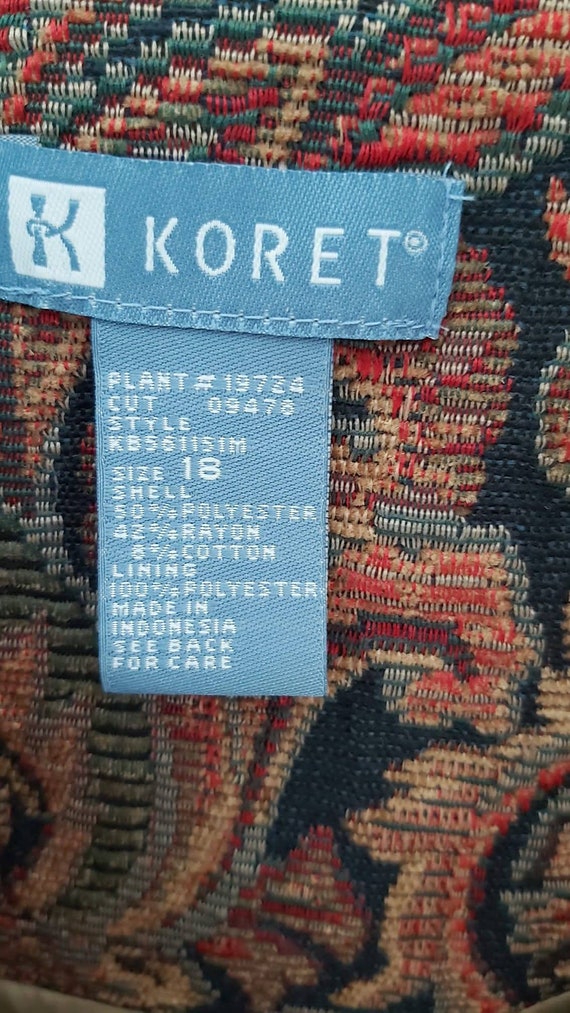 K KORET®
PLANT # 19724
CUT 09478
STYLE
KB561151M
SIZE 18
SHELL
50% POLYESTER
42% RAYON
8% COTTON
LINING
100% POLYESTER
MADE IN
INDONESIA
SEE BACK
FOR CARE